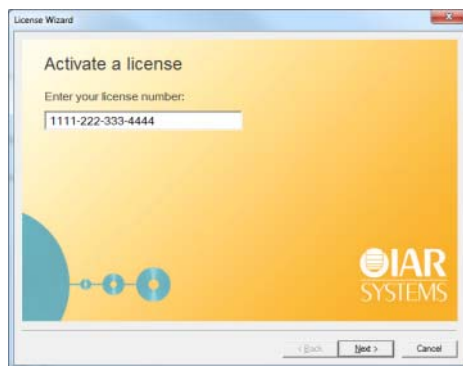 License Wizard
Activate a license
Enter your license number:
1111-222-333-4444
IAR
SYSTEMS
< Back
Next >
Cancel